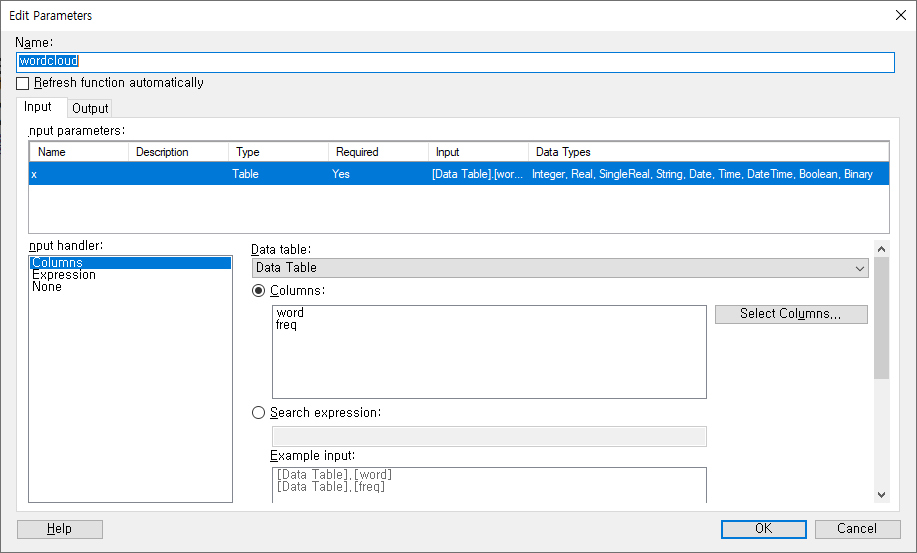 Edit Parameters
Name:
wordcloud
Refresh function automatically
Input
Output
nput parameters:
Name Description Type Required Input Data Types
x Table Yes [Data Table].[wor... Integer, Real, SingleReal, String, Date, Time, DateTime, Boolean, Binary
nput handler:
Columns
Expression
None
Data table:
Data Table
Columns:
word
freq
Select Columns...
Search expression:
Example input:
[Data Table].[word]
[Data Table].[freq]
Help
OK
Cancel